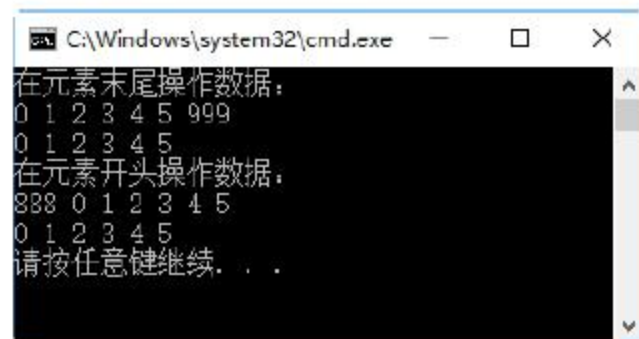 C:\Windows\system32\cmd.exe
在元素末尾操作数据:
0 1 2 3 4 5 999
0 1 2 3 4 5
在元素开头操作数据:
888 0 1 2 3 4 5
0 1 2 3 4 5
请按任意键继续. . .